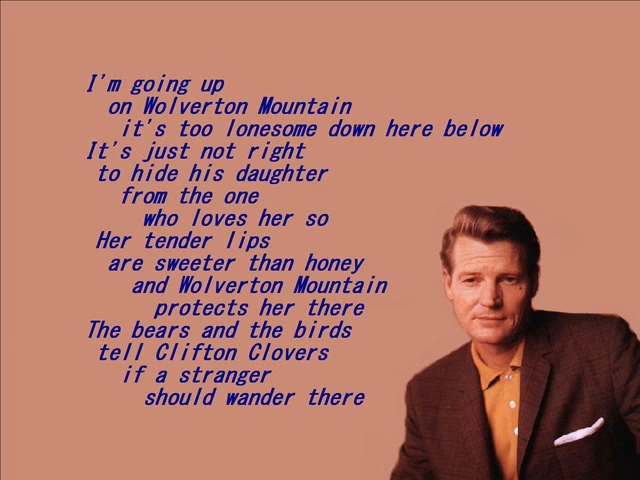 I'm going up
on Wolverton Mountain
it's too lonesome down here below
It's just not right
to hide his daughter
from the one
who loves her so
Her tender lips
are sweeter than honey
and Wolverton Mountain
protects her there
The bears and the birds
tell Clifton Clovers
if a stranger
should wander there